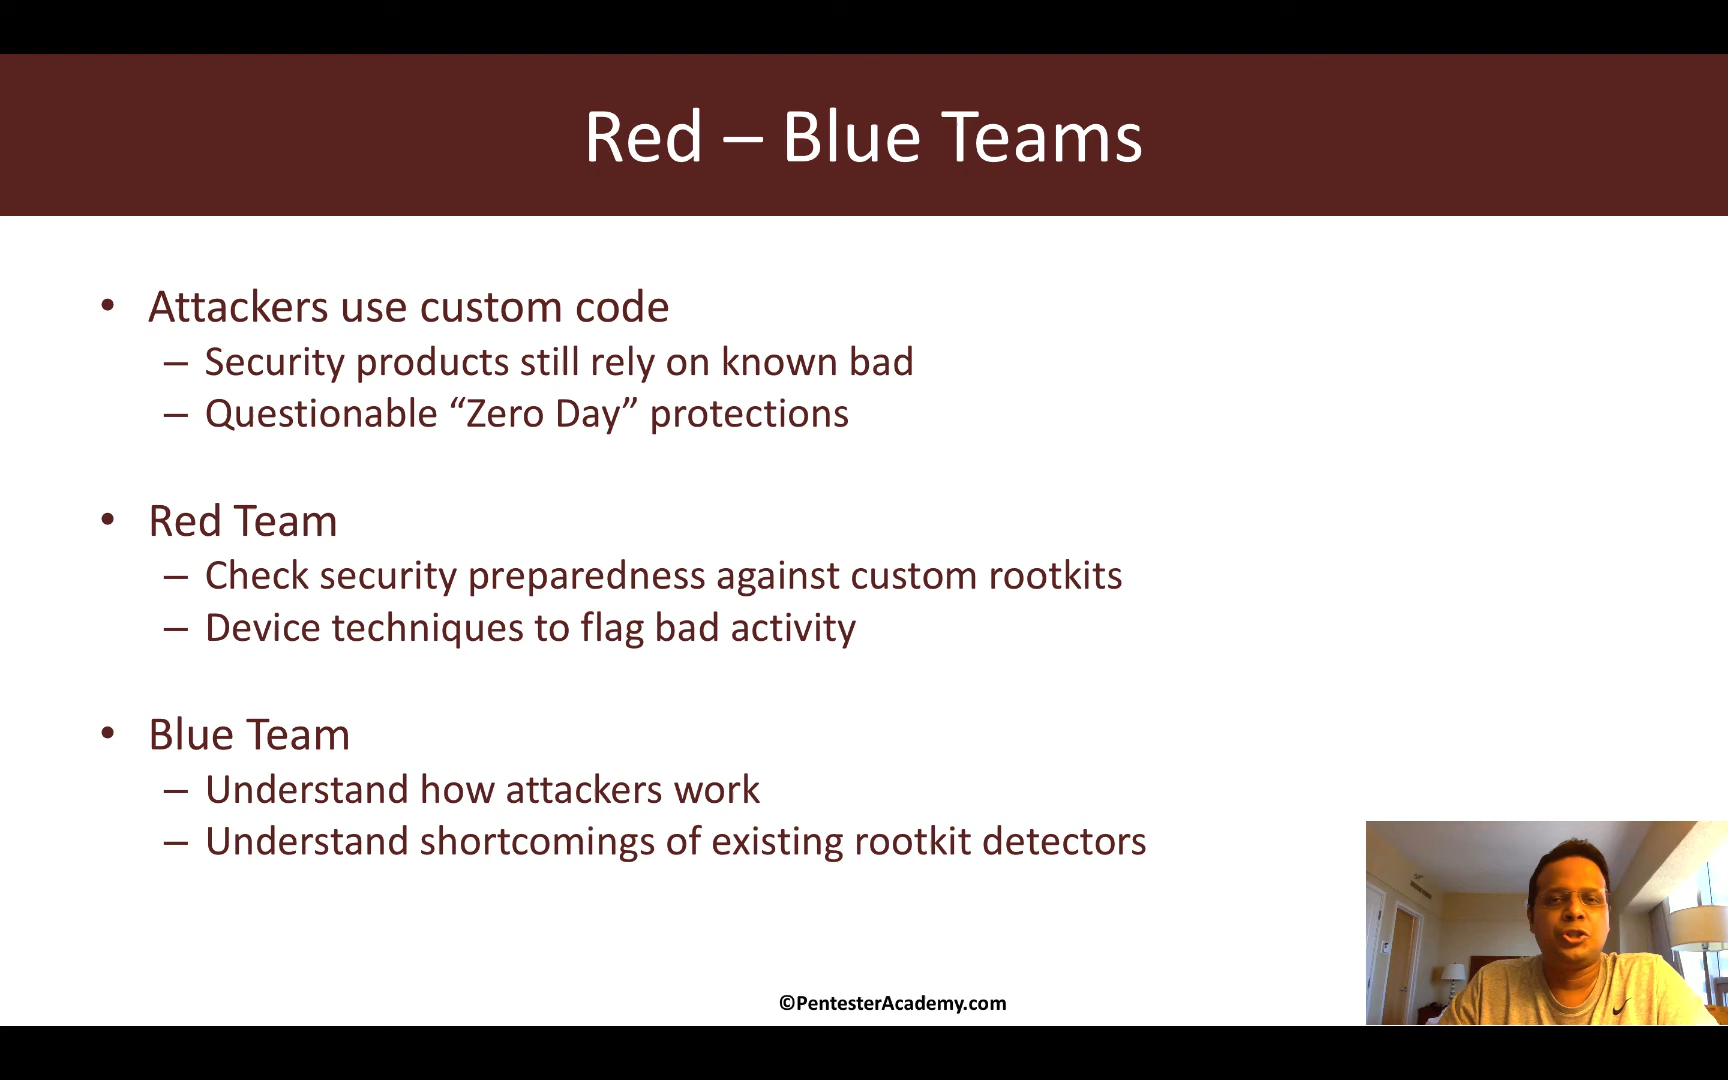 Red – Blue Teams
• Attackers use custom code
– Security products still rely on known bad
– Questionable “Zero Day” protections
• Red Team
– Check security preparedness against custom rootkits
– Device techniques to flag bad activity
• Blue Team
– Understand how attackers work
– Understand shortcomings of existing rootkit detectors
©PentesterAcademy.com